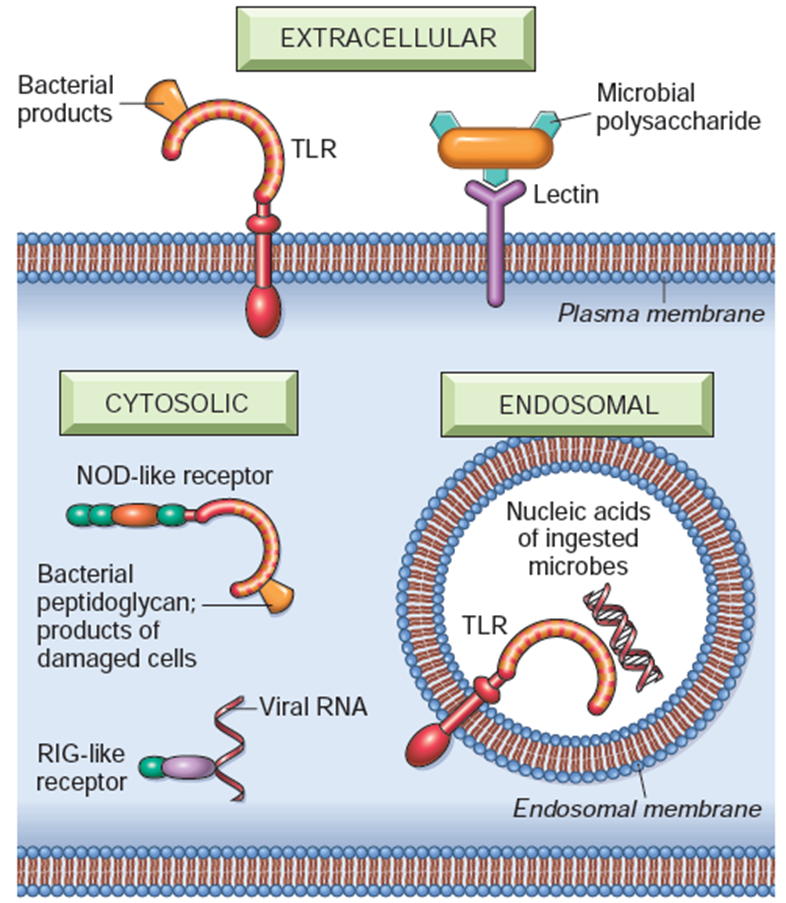 EXTRACELLULAR
Bacterial
products
TLR
Microbial
polysaccharide
Lectin
Plasma membrane
CYTOSOLIC
NOD-like receptor
Bacterial
peptidoglycan;
products of
damaged cells
Viral RNA
RIG-like
receptor
ENDOSOMAL
Nucleic acids
of ingested
microbes
TLR
Endosomal membrane